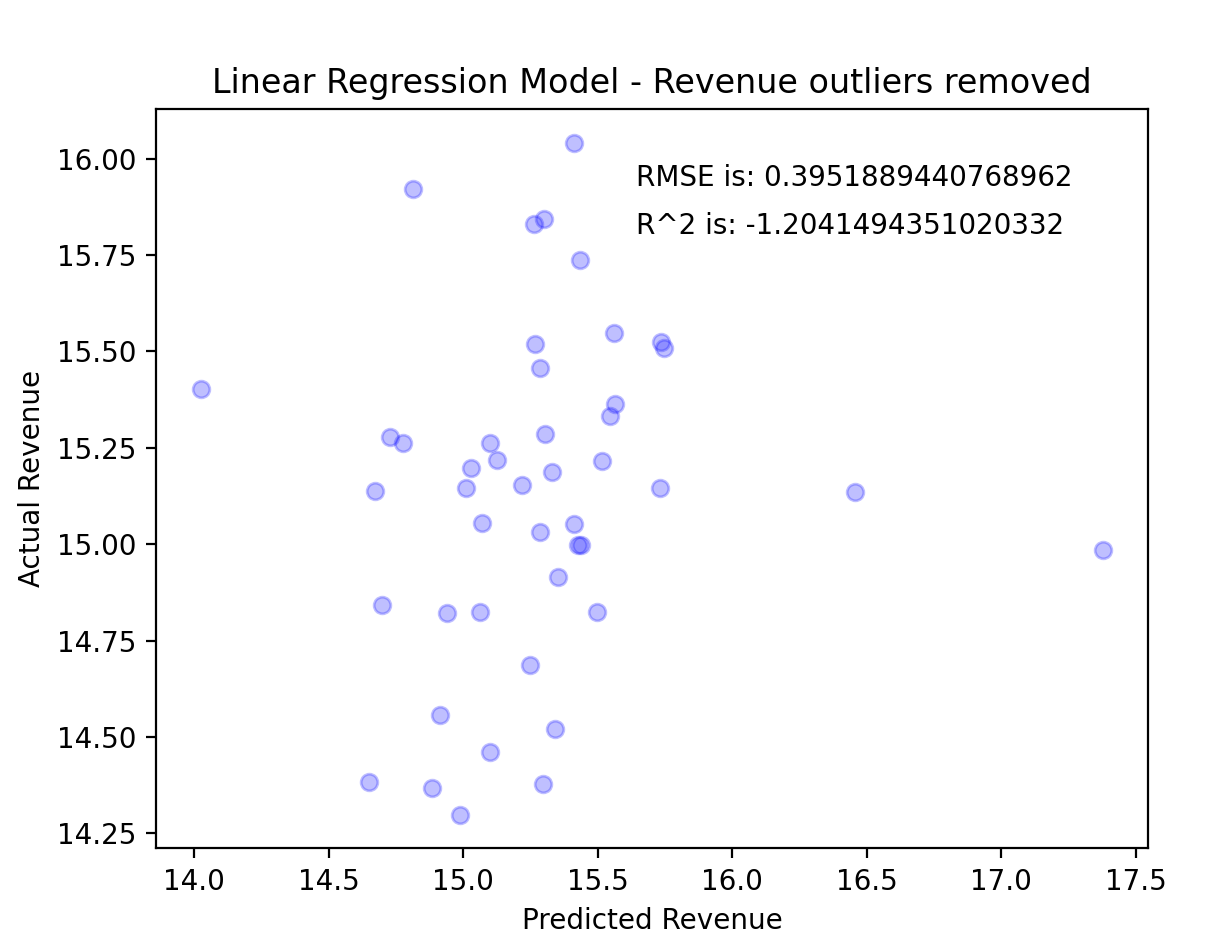 Linear Regression Model - Revenue outliers removed
RMSE is: 0.3951889440768962
R^2 is: -1.2041494351020332
Actual Revenue
16.00
15.75
15.50
15.25
15.00
14.75
14.50
14.25
14.0 14.5 15.0 15.5 16.0 16.5 17.0 17.5
Predicted Revenue